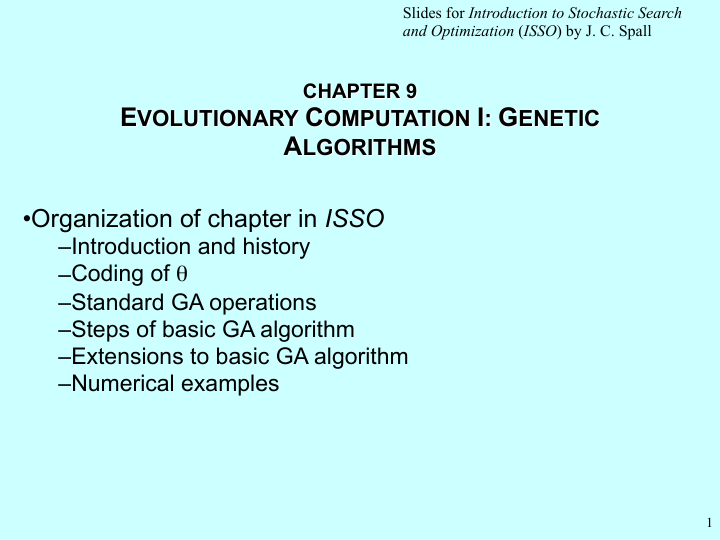 Slides for Introduction to Stochastic Search
and Optimization (ISSO) by J. C. Spall
CHAPTER 9
EVOLUTIONARY COMPUTATION I: GENETIC
ALGORITHMS
•Organization of chapter in ISSO
–Introduction and history
–Coding of θ
–Standard GA operations
–Steps of basic GA algorithm
–Extensions to basic GA algorithm
–Numerical examples
1